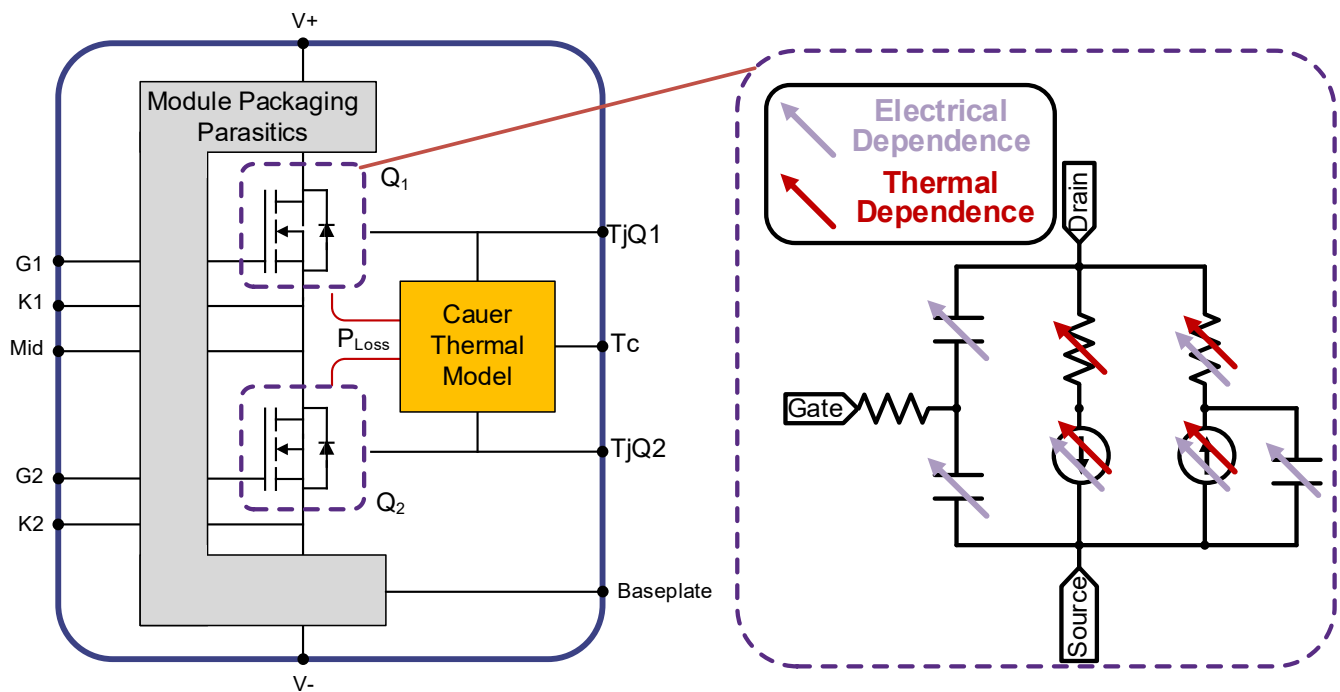 V+
Module Packaging
Parasitics
Q1
TjQ1
G1
K1
Mid
PLoss
Cauer
Thermal
Model
Tc
TjQ2
G2
Q2
K2
Baseplate
V-
Electrical
Dependence
Thermal
Dependence
Drain
Gate
Source